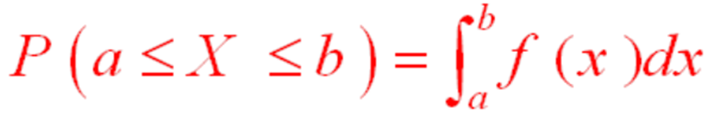 P (a ≤ X ≤ b) = ∫_a^b f (x )dx